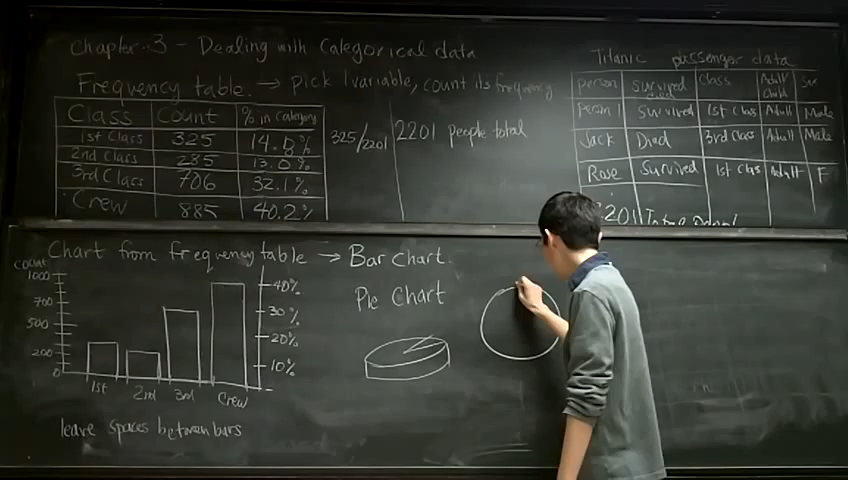 Chapter 3 - Dealing with Categorical data
Frequency table. → pick 1 variable, count its frequency
Class Count % in category
1st Class 325 14.8%
2nd Class 285 13.0%
3rd Class 706 32.1%
Crew 885 40.2%
325/2201
2201 people total
Titanic passenger data
person survived class Adult/Child Sex
Person 1 Survived 1st Class Adult Male
Jack Died 3rd Class Adult Male
Rose Survived 1st Class Adult F
Chart from frequency table → Bar chart.
Pie Chart
count
1000
700
500
200
0
40%
30%
20%
10%
1st 2nd 3rd Crew
leave spaces between bars